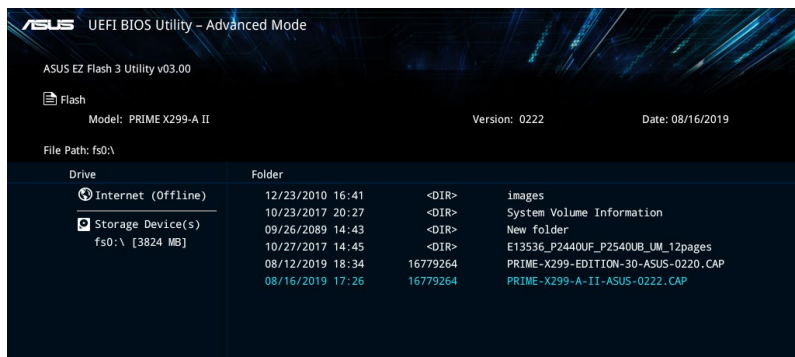 ASUS UEFI BIOS Utility – Advanced Mode
ASUS EZ Flash 3 Utility v03.00
Flash
Model: PRIME X299-A II Version: 0222 Date: 08/16/2019
File Path: fs0:\
Drive Folder
Internet (Offline) 12/23/2010 16:41 <DIR> images
10/23/2017 20:27 <DIR> System Volume Information
Storage Device(s) 09/26/2089 14:43 <DIR> New folder
fs0:\ [3824 MB] 10/27/2017 14:45 <DIR> E13536_P2440UF_P2540UB_UM_12pages
08/12/2019 18:34 16779264 PRIME-X299-EDITION-30-ASUS-0220.CAP
08/16/2019 17:26 16779264 PRIME-X299-A-II-ASUS-0222.CAP